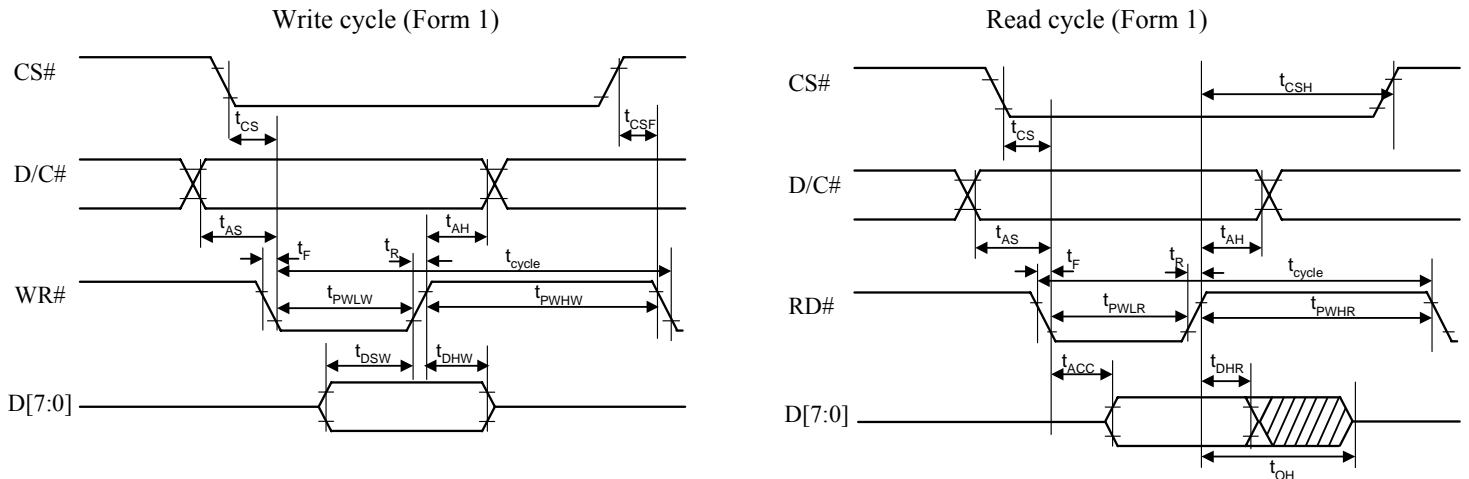 Write cycle (Form 1)
CS#
tCS
tCSF
D/C#
tAS
tAH
tF
tR
tcycle
WR#
tPWLW
tPWHW
tDSW
tDHW
D[7:0]
Read cycle (Form 1)
CS#
tCSH
tCS
D/C#
tAS
tAH
tF
tR
tcycle
RD#
tPWLR
tPWHR
tACC
tDHR
D[7:0]
tOH